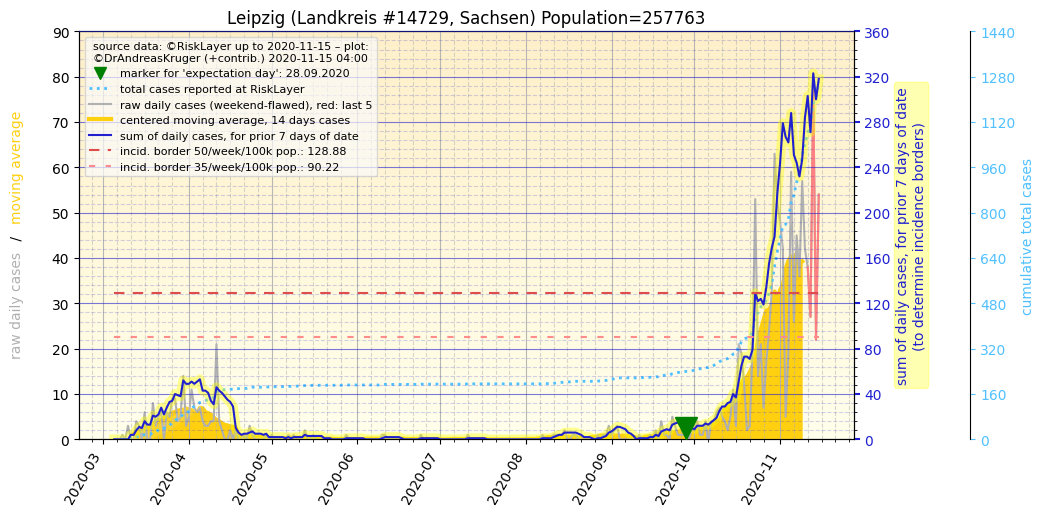 Leipzig (Landkreis #14729, Sachsen) Population=257763
source data: ©RiskLayer up to 2020-11-15 – plot:
©DrAndreasKruger (+contrib.) 2020-11-15 04:00
marker for 'expectation day': 28.09.2020
total cases reported at RiskLayer
raw daily cases (weekend-flawed), red: last 5
centered moving average, 14 days cases
sum of daily cases, for prior 7 days of date
incid. border 50/week/100k pop.: 128.88
incid. border 35/week/100k pop.: 90.22
raw daily cases / moving average
90
80
70
60
50
40
30
20
10
0
2020-03
2020-04
2020-05
2020-06
2020-07
2020-08
2020-09
2020-10
2020-11
360
320
280
240
200
160
120
80
40
0
sum of daily cases, for prior 7 days of date
(to determine incidence borders)
1440
1280
1120
960
800
640
480
320
160
0
cumulative total cases